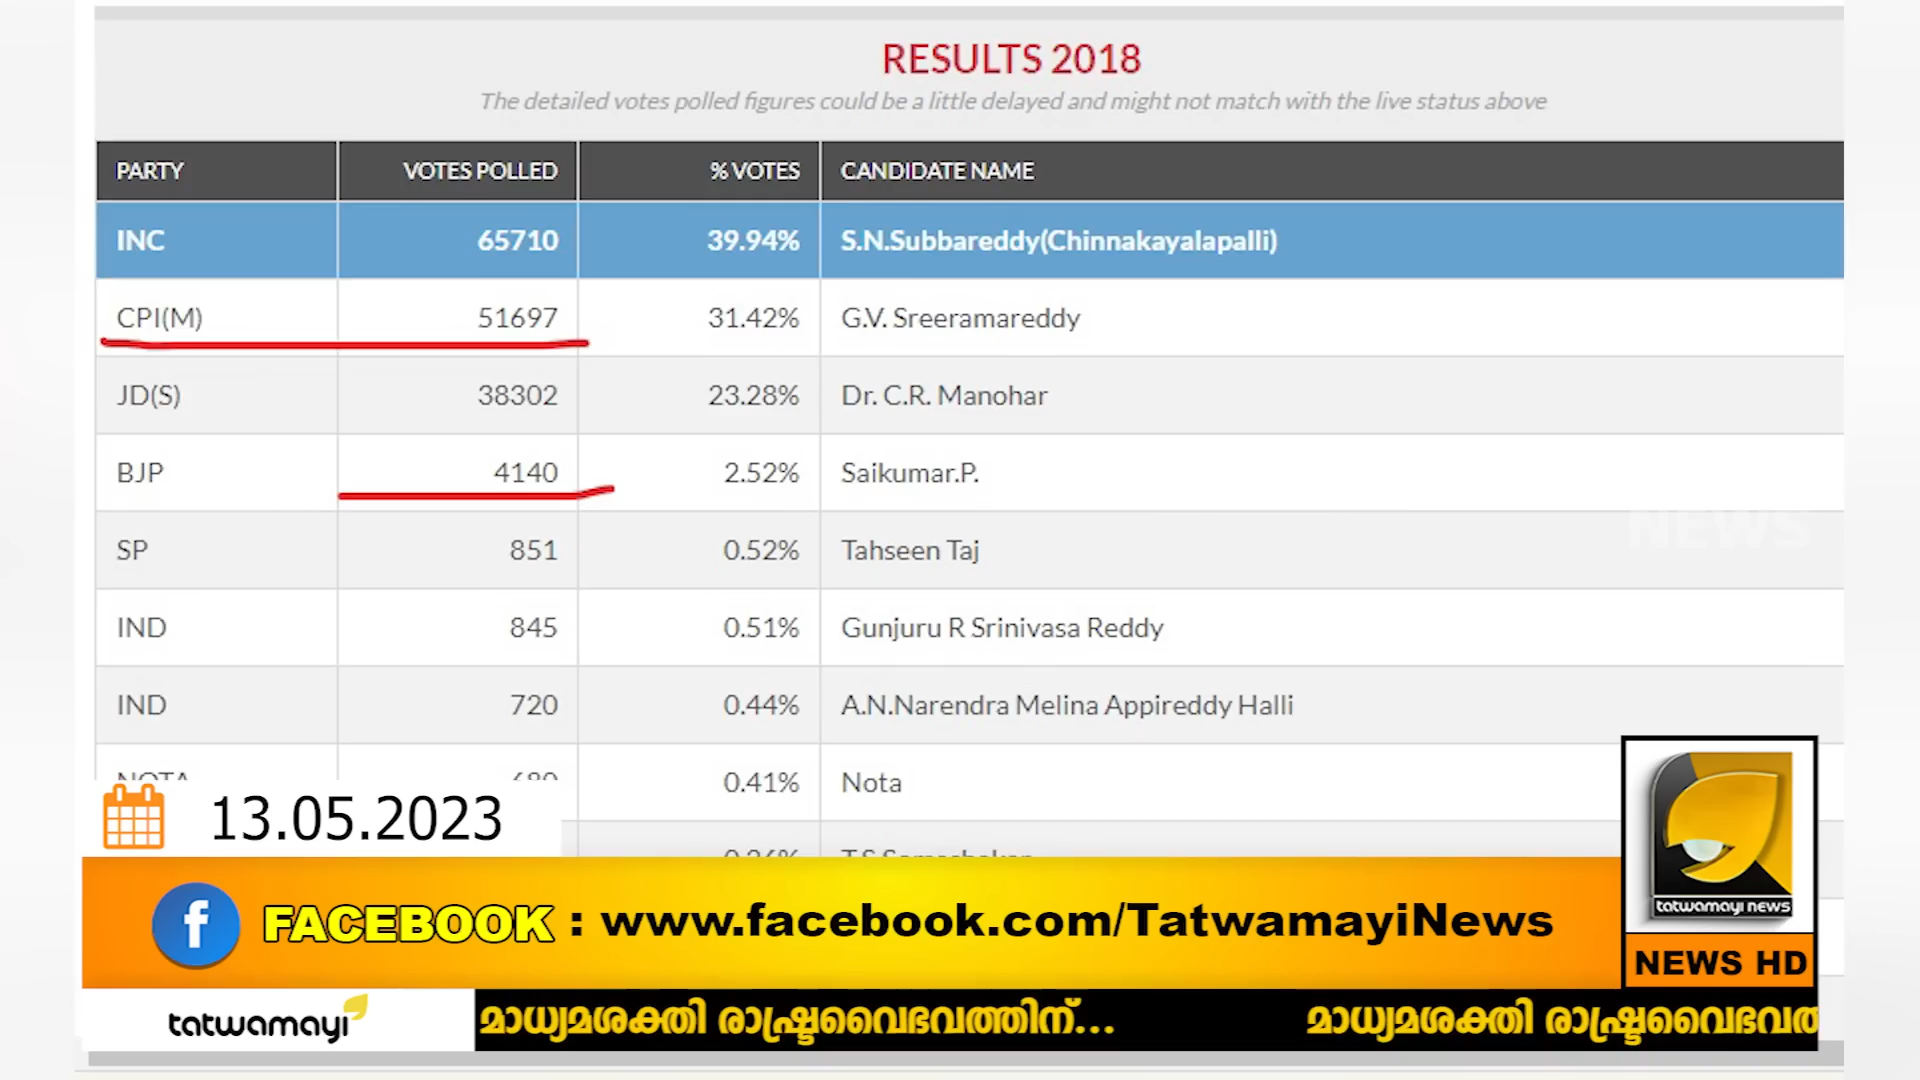 RESULTS 2018
The detailed votes polled figures could be a little delayed and might not match with the live status above
PARTY VOTES POLLED % VOTES CANDIDATE NAME
INC 65710 39.94% S.N.Subbareddy(Chinnakayalapalli)
CPI(M) 51697 31.42% G.V. Sreeramareddy
JD(S) 38302 23.28% Dr. C.R. Manohar
BJP 4140 2.52% Saikumar.P.
NEWS
SP 851 0.52% Tahseen Taj
IND 845 0.51% Gunjuru R Srinivasa Reddy
IND 720 0.44% A.N.Narendra Melina Appireddy Halli
NOTA 0.41% Nota
13.05.2023
FACEBOOK : www.facebook.com/TatwamayiNews
tatwamayi news
NEWS HD
tatwamayi
മാധ്യമശക്തി രാഷ്ട്രവൈഭവത്തിന്... മാധ്യമശക്തി